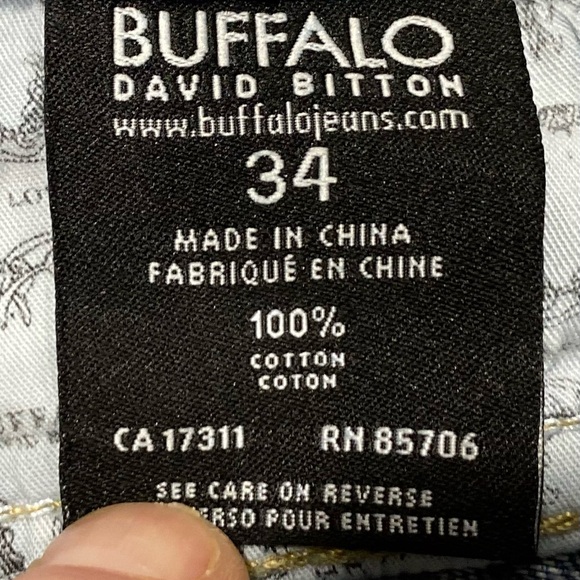 BUFFALO
DAVID BITTON
www.buffalojeans.com
34
MADE IN CHINA
FABRIQUÉ EN CHINE
100%
COTTON
COTON
CA 17311 RN 85706
SEE CARE ON REVERSE
POUR ENTRETIEN